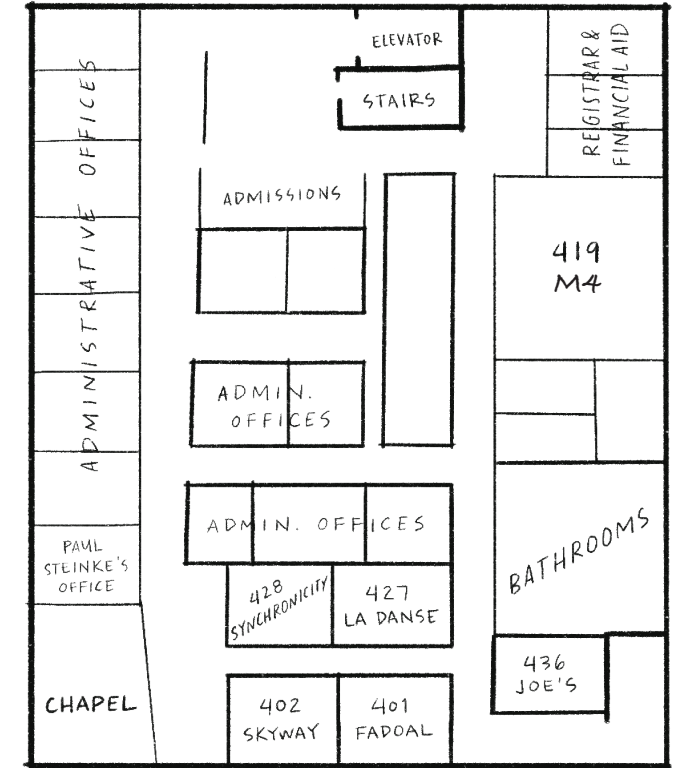 ELEVATOR
STAIRS
REGISTRAR &
FINANCIAL AID
ADMINISTRATIVE OFFICES
ADMISSIONS
419
M4
ADMIN.
OFFICES
ADMIN. OFFICES
BATHROOMS
PAUL
STEINKE'S
OFFICE
428
SYNCHRONICITY
427
LA DANSE
436
JOE'S
CHAPEL
402
SKYWAY
401
FADOAL